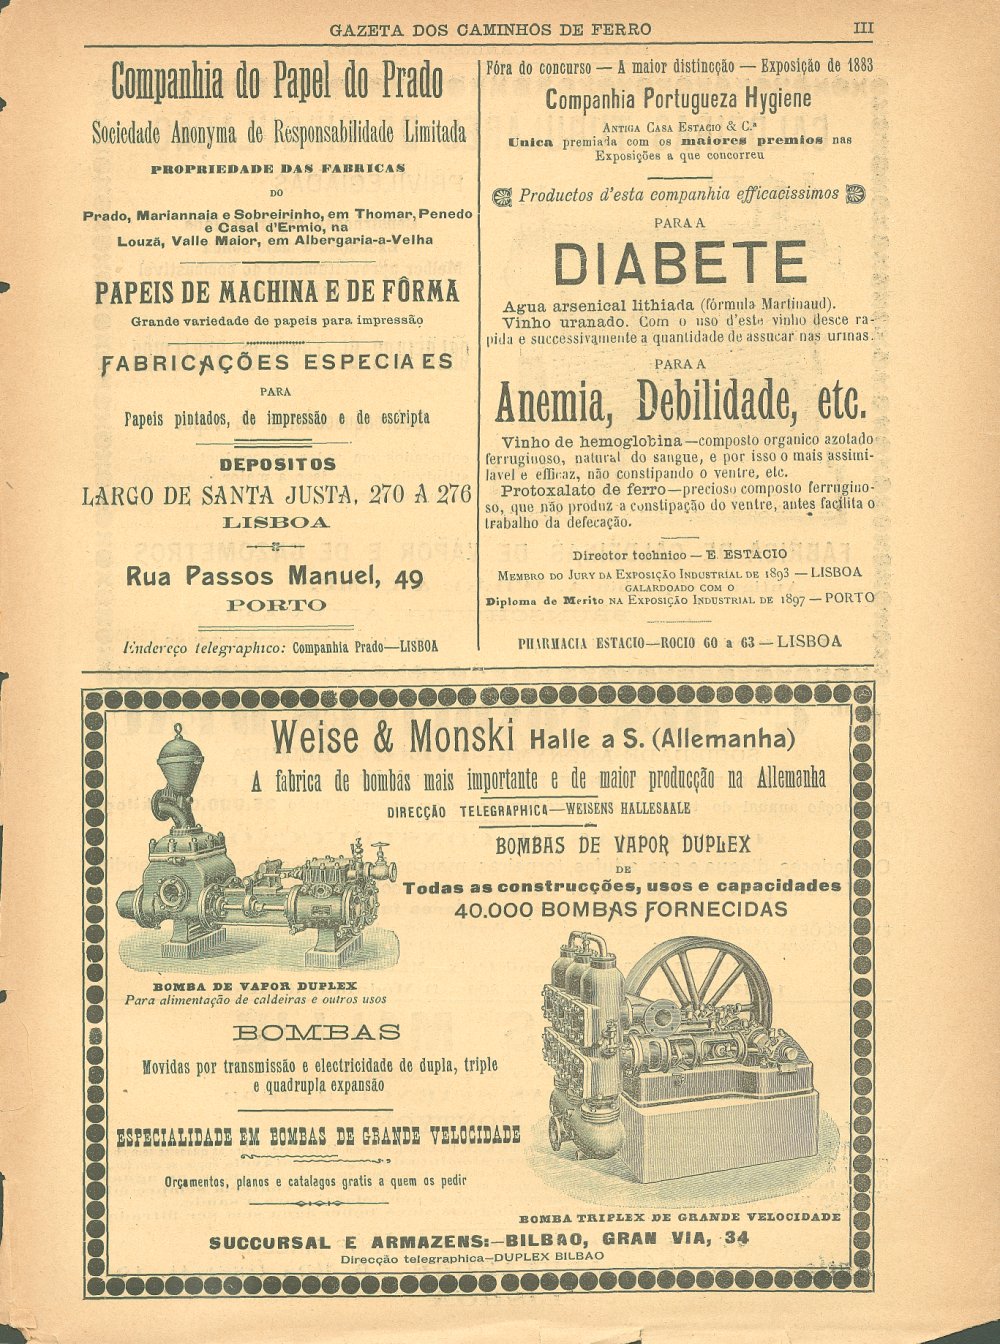 GAZETA DOS CAMINHOS DE FERRO
III
Companhia do Papel do Prado
Sociedade Anonyma de Responsabilidade Limitada
PROPRIEDADE DAS FABRICAS
DO
Prado, Mariannaia e Sobreirinho, em Thomar, Penedo
e Casal d'Ermio, na
Louzã, Valle Maior, em Albergaria-a-Velha
PAPEIS DE MACHINA E DE FÔRMA
Grande variedade de papeis para impressão
FABRICAÇÕES ESPECIAES
PARA
Papeis pintados, de impressão e de escripta
DEPOSITOS
LARGO DE SANTA JUSTA, 270 A 276
LISBOA
Rua Passos Manuel, 49
PORTO
Endereço telegraphico: Companhia Prado—LISBOA
Fóra do concurso — A maior distincção — Exposição de 1883
Companhia Portugueza Hygiene
ANTIGA CASA ESTACIO & C.ª
Unica premiada com os maiores premios nas
Exposições a que concorreu
Productos d'esta companhia efficacissimos
PARA A
DIABETE
Agua arsenical lithiada (fórmula Martinaud).
Vinho uranado. Com o uso d'este vinho desce ra-
pida e successivamente a quantidade de assucar nas urinas.
PARA A
Anemia, Debilidade, etc.
Vinho de hemoglobina—composto organico azotado
ferruginoso, natural do sangue, e por isso o mais assimi-
lavel e efficaz, não constipando o ventre, etc.
Protoxalato de ferro—precioso composto ferrugino-
so, que não produz a constipação do ventre, antes facilita o
trabalho da defecação.
Director technico — E. ESTACIO
MEMBRO DO JURY DA EXPOSIÇÃO INDUSTRIAL DE 1893 — LISBOA
GALARDOADO COM O
Diploma de Merito NA EXPOSIÇÃO INDUSTRIAL DE 1897 — PORTO
PHARMACIA ESTACIO—ROCIO 60 a 63 — LISBOA
Weise & Monski Halle a S. (Allemanha)
A fabrica de bombas mais importante e de maior producção na Allemanha
DIRECÇÃO TELEGRAPHICA—WEISENS HALLESAALE
BOMBAS DE VAPOR DUPLEX
DE
Todas as construcções, usos e capacidades
40.000 BOMBAS FORNECIDAS
BOMBA DE VAPOR DUPLEX
Para alimentação de caldeiras e outros usos
BOMBAS
Movidas por transmissão e electricidade de dupla, triple
e quadrupla expansão
ESPECIALIDADE EM BOMBAS DE GRANDE VELOCIDADE
Orçamentos, planos e catalagos gratis a quem os pedir
BOMBA TRIPLEX DE GRANDE VELOCIDADE
SUCCURSAL E ARMAZENS:—BILBAO, GRAN VIA, 34
Direcção telegraphica—DUPLEX BILBAO